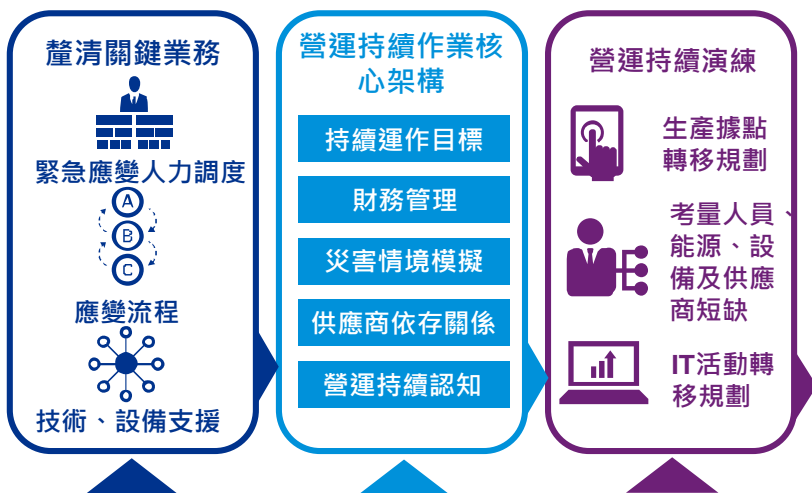 釐清關鍵業務
緊急應變人力調度
A
B
C
應變流程
技術、設備支援
營運持續作業核
心架構
持續運作目標
財務管理
災害情境模擬
供應商依存關係
營運持續認知
營運持續演練
生產據點
轉移規劃
考量人員、
能源、設
備及供應
商短缺
IT活動轉
移規劃